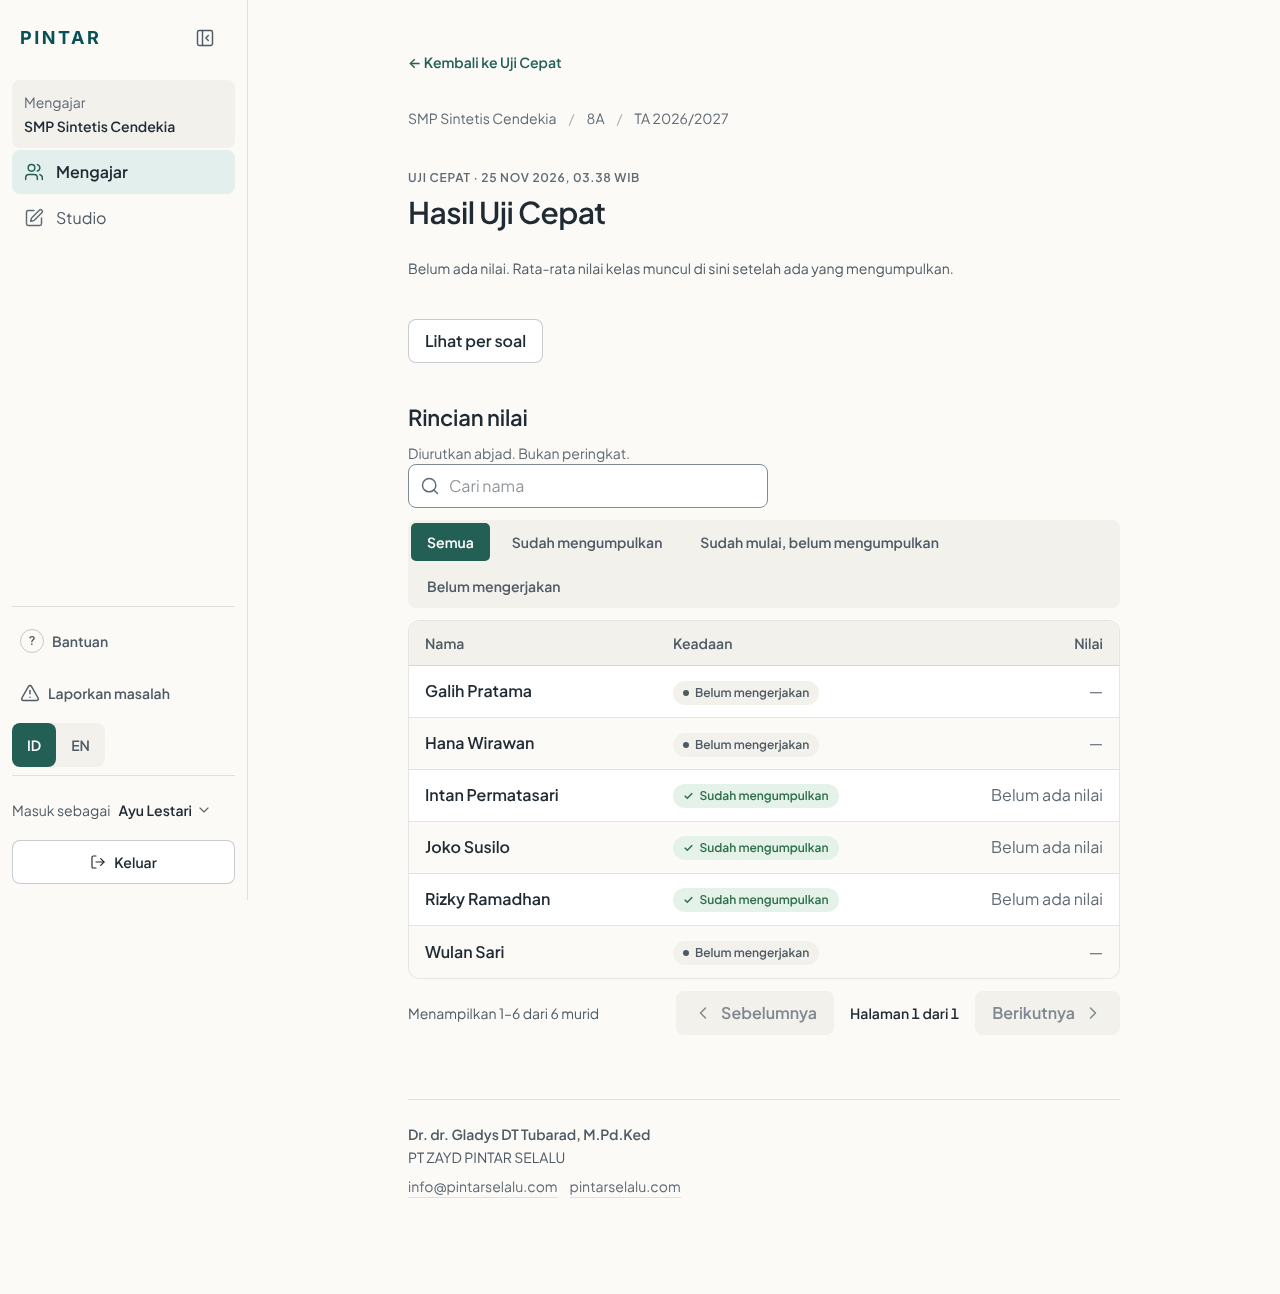 PINTAR
Mengajar
SMP Sintetis Cendekia
Mengajar
Studio
? Bantuan
Laporkan masalah
ID EN
Masuk sebagai Ayu Lestari
Keluar
← Kembali ke Uji Cepat
SMP Sintetis Cendekia / 8A / TA 2026/2027
UJI CEPAT · 25 NOV 2026, 03.38 WIB
Hasil Uji Cepat
Belum ada nilai. Rata-rata nilai kelas muncul di sini setelah ada yang mengumpulkan.
Lihat per soal
Rincian nilai
Diurutkan abjad. Bukan peringkat.
Cari nama
Semua Sudah mengumpulkan Sudah mulai, belum mengumpulkan
Belum mengerjakan
Nama Keadaan Nilai
Galih Pratama Belum mengerjakan —
Hana Wirawan Belum mengerjakan —
Intan Permatasari Sudah mengumpulkan Belum ada nilai
Joko Susilo Sudah mengumpulkan Belum ada nilai
Rizky Ramadhan Sudah mengumpulkan Belum ada nilai
Wulan Sari Belum mengerjakan —
Menampilkan 1–6 dari 6 murid Sebelumnya Halaman 1 dari 1 Berikutnya
Dr. dr. Gladys DT Tubarad, M.Pd.Ked
PT ZAYD PINTAR SELALU
info@pintarselalu.com pintarselalu.com